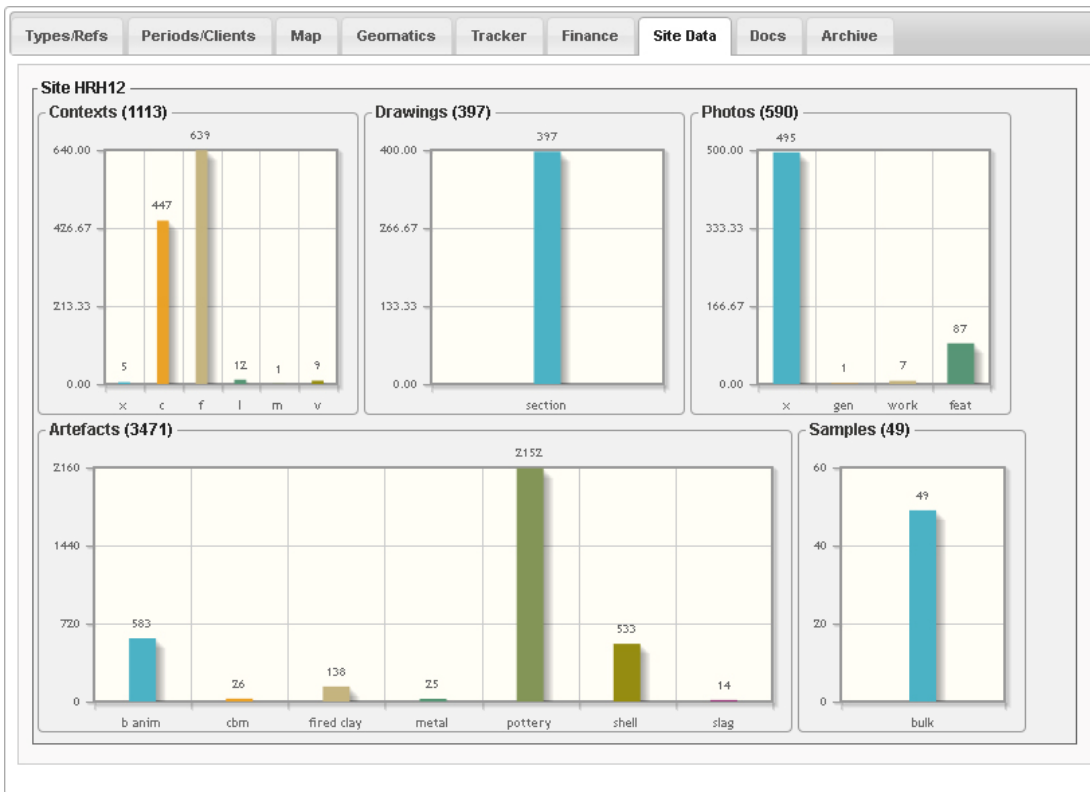 Types/Refs Periods/Clients Map Geomatics Tracker Finance Site Data Docs Archive
Site HRH12
Contexts (1113) Drawings (397) Photos (590)
639 397 495
640.00 400.00 500.00
447
426.67 266.67 333.33
213.33 133.33 166.67
5 12 1 9 1 7 87
0.00 0.00 0.00
x c f l m v section x gen work feat
Artefacts (3471) Samples (49)
2152
2160 60
49
1440 40
583 533
720 20
26 138 25 14
0 0
b anim cbm fired clay metal pottery shell slag bulk